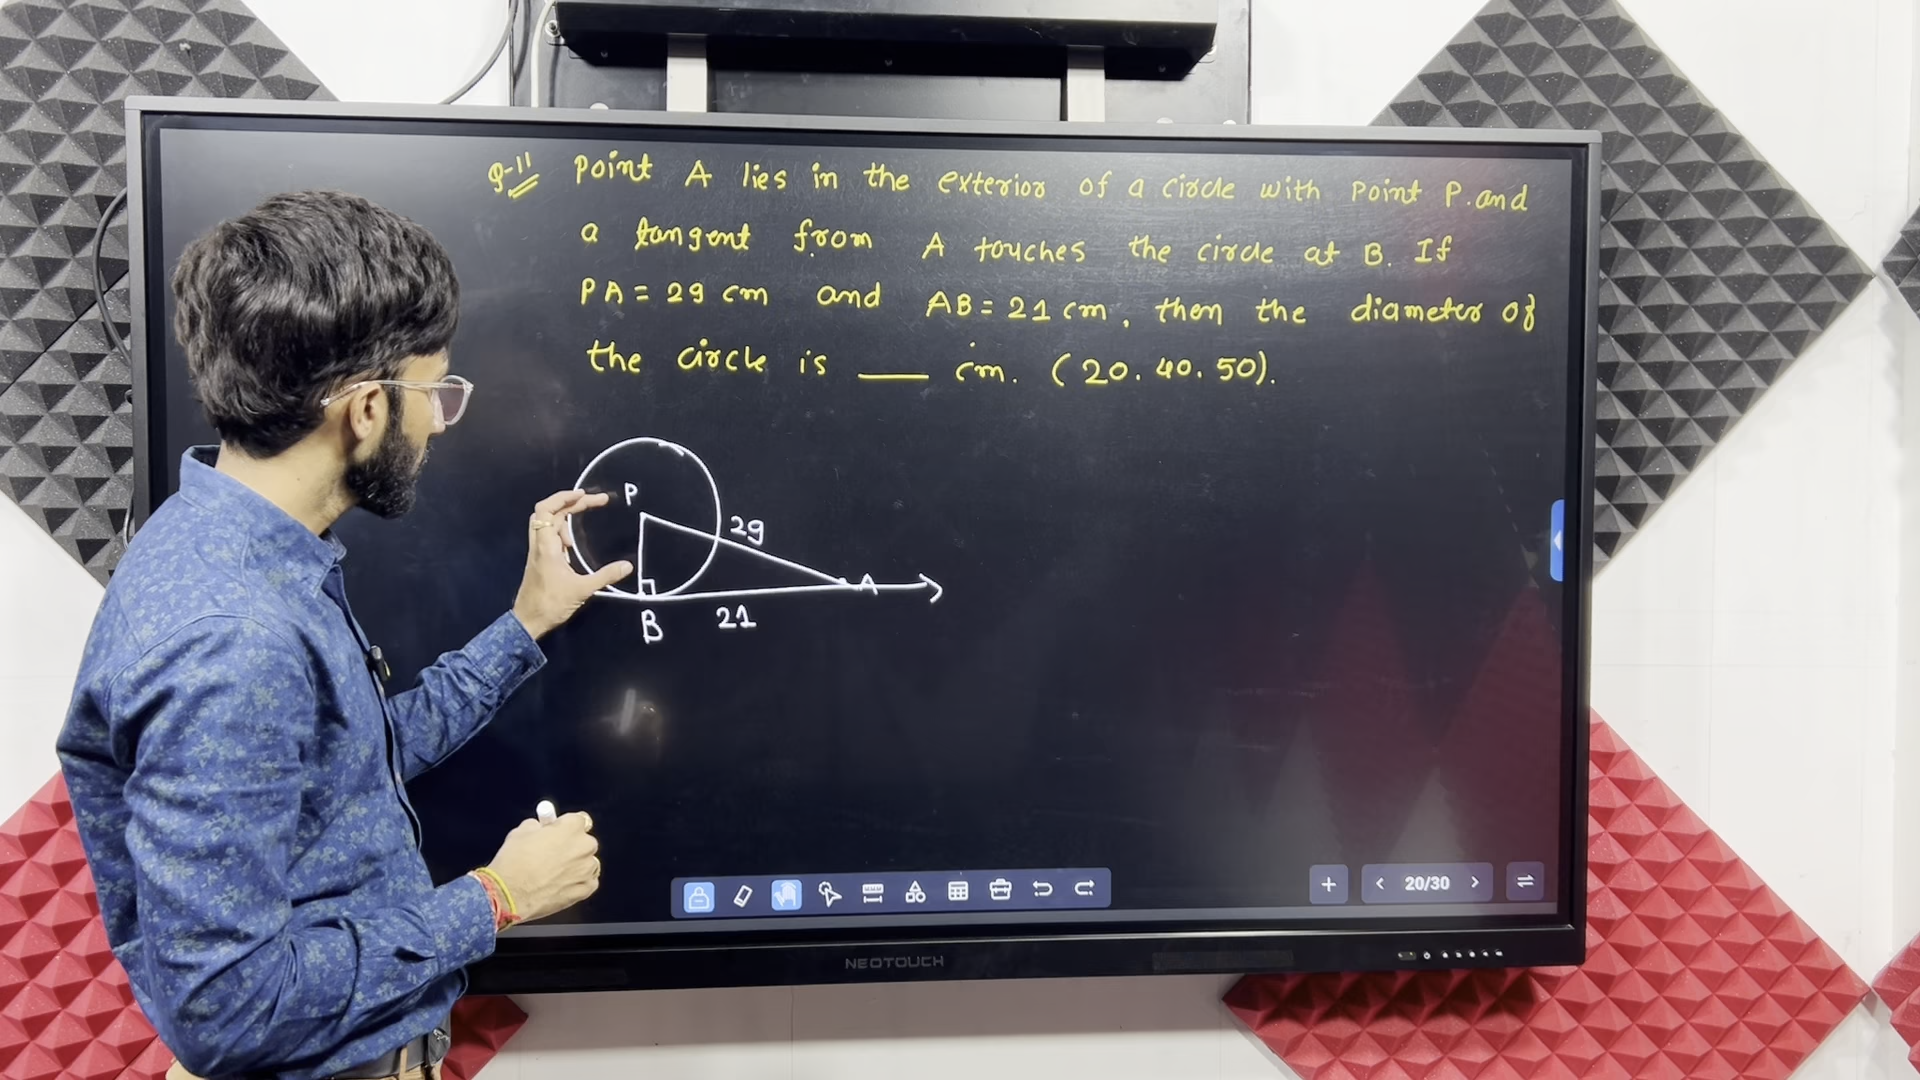 Q-11 Point A lies in the exterior of a circle with Point P. and
a tangent from A touches the circle at B. If
PA = 29 cm and AB = 21 cm, then the diameter of
the circle is ___ cm. (20. 40. 50).
P
29
A
B 21
20/30
NEOTOUCH